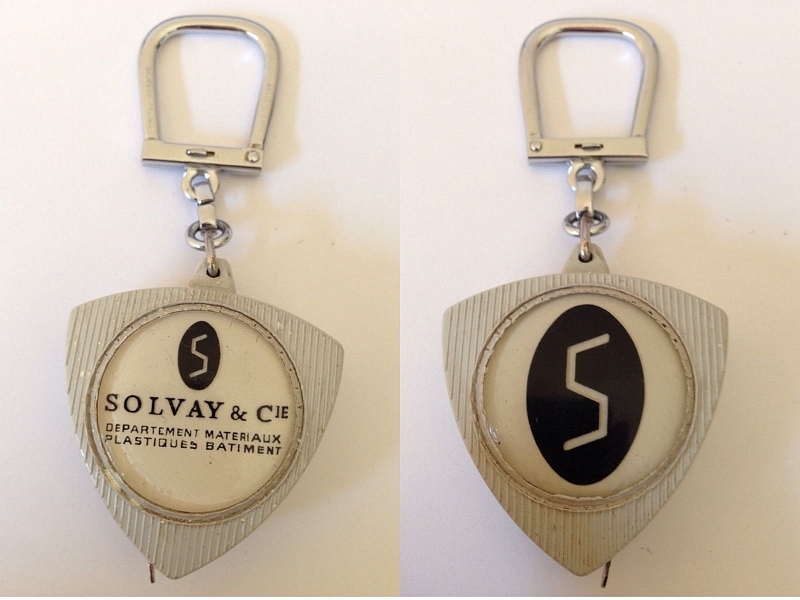 S
SOLVAY & CIE
DEPARTEMENT MATERIAUX
PLASTIQUES BATIMENT
S